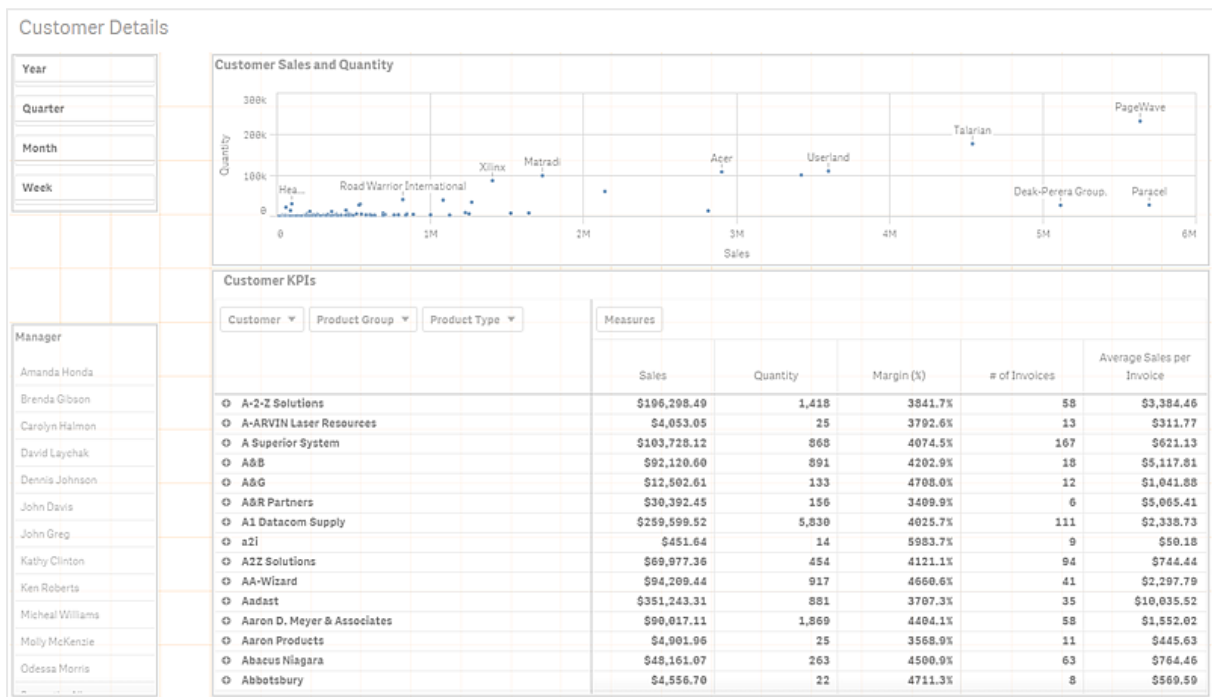 Customer Details
Year
Quarter
Month
Week
Customer Sales and Quantity
300k
200k
100k
0
Quantity
PageWave
Talarian
Acer
Userland
Xilinx
Matradi
Hea...
Road Warrior International
Deak-Perera Group.
Paracel
0 1M 2M 3M 4M 5M 6M
Sales
Manager
Amanda Honda
Brenda Gibson
Carolyn Halmon
David Laychak
Dennis Johnson
John Davis
John Greg
Kathy Clinton
Ken Roberts
Micheal Williams
Molly McKenzie
Odessa Morris
Customer KPIs
Customer Product Group Product Type Measures
Sales Quantity Margin (%) # of Invoices Average Sales per Invoice
A-2-Z Solutions $196,298.49 1,418 3841.7% 58 $3,384.46
A-ARVIN Laser Resources $4,053.05 25 3792.6% 13 $311.77
A Superior System $103,728.12 868 4074.5% 167 $621.13
A&B $92,120.60 891 4202.9% 18 $5,117.81
A&G $12,502.61 133 4708.0% 12 $1,041.88
A&R Partners $30,392.45 156 3409.9% 6 $5,065.41
A1 Datacom Supply $259,599.52 5,830 4025.7% 111 $2,338.73
a2i $451.64 14 5983.7% 9 $50.18
A2Z Solutions $69,977.36 454 4121.1% 94 $744.44
AA-Wizard $94,209.44 917 4660.6% 41 $2,297.79
Aadast $351,243.31 881 3707.3% 35 $10,035.52
Aaron D. Meyer & Associates $90,017.11 1,869 4404.1% 58 $1,552.02
Aaron Products $4,901.96 25 3568.9% 11 $445.63
Abacus Niagara $48,161.07 263 4500.9% 63 $764.46
Abbotsbury $4,556.70 22 4711.3% 8 $569.59